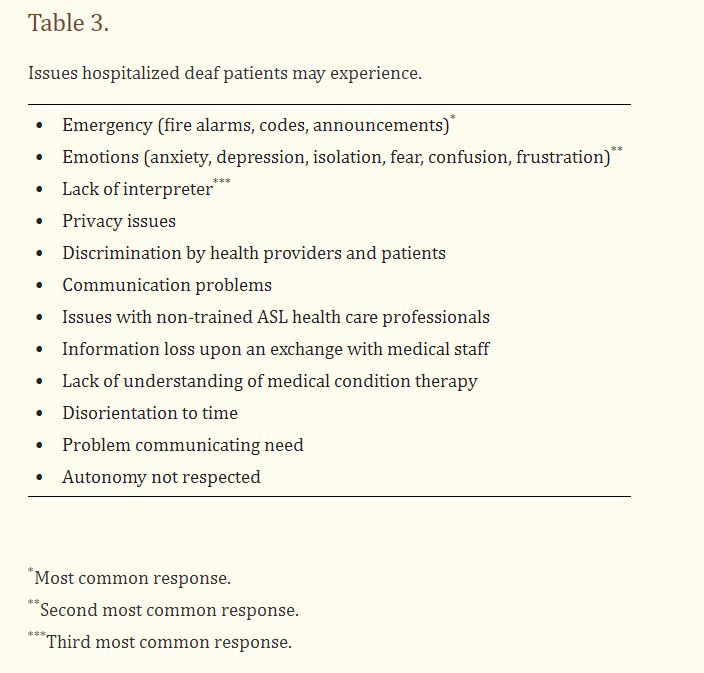 Table 3.
Issues hospitalized deaf patients may experience.
• Emergency (fire alarms, codes, announcements)*
• Emotions (anxiety, depression, isolation, fear, confusion, frustration)**
• Lack of interpreter***
• Privacy issues
• Discrimination by health providers and patients
• Communication problems
• Issues with non-trained ASL health care professionals
• Information loss upon an exchange with medical staff
• Lack of understanding of medical condition therapy
• Disorientation to time
• Problem communicating need
• Autonomy not respected
*Most common response.
**Second most common response.
***Third most common response.